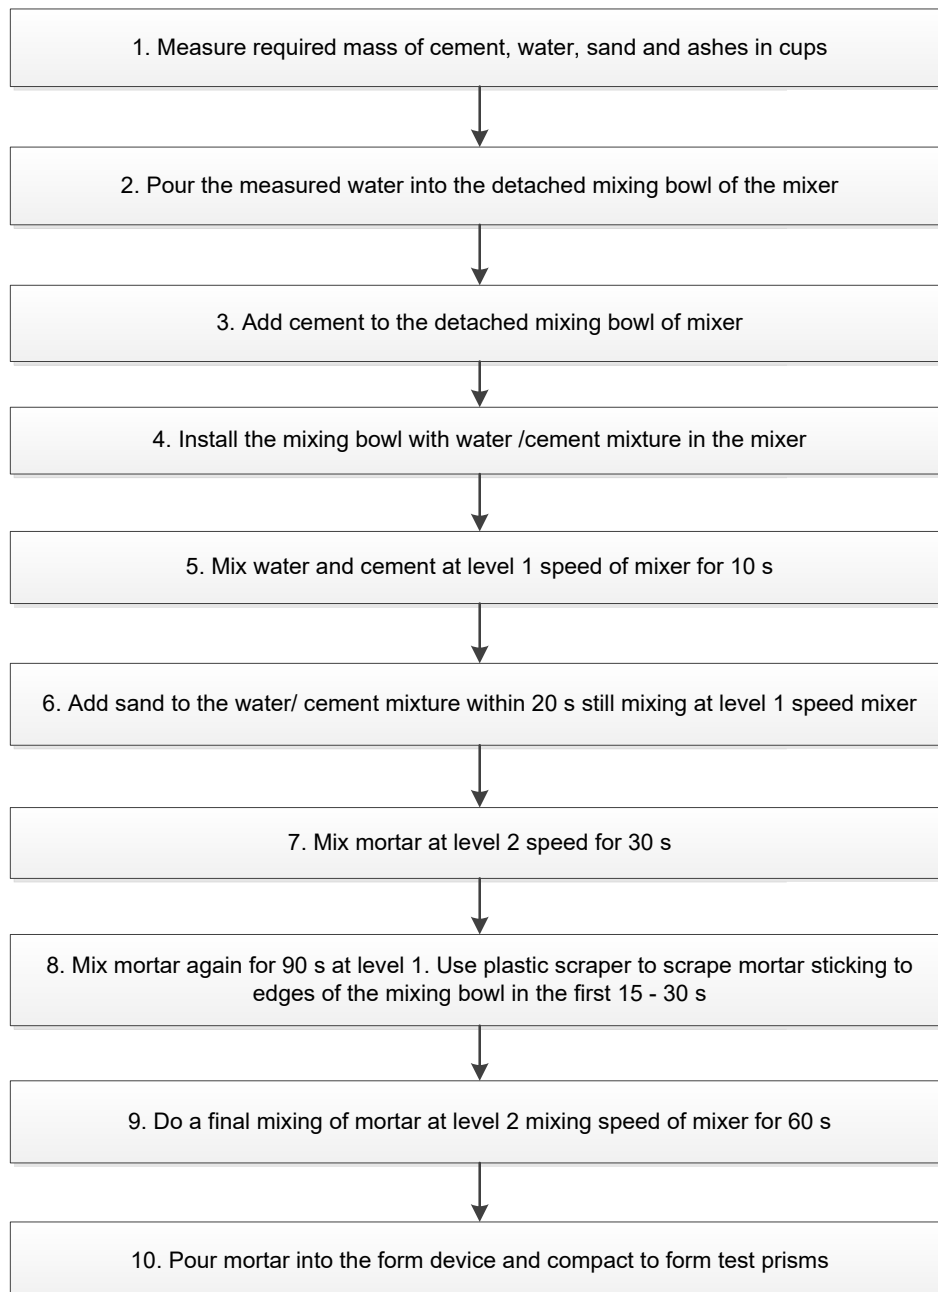 1. Measure required mass of cement, water, sand and ashes in cups
2. Pour the measured water into the detached mixing bowl of the mixer
3. Add cement to the detached mixing bowl of mixer
4. Install the mixing bowl with water /cement mixture in the mixer
5. Mix water and cement at level 1 speed of mixer for 10 s
6. Add sand to the water/ cement mixture within 20 s still mixing at level 1 speed mixer
7. Mix mortar at level 2 speed for 30 s
8. Mix mortar again for 90 s at level 1. Use plastic scraper to scrape mortar sticking to
edges of the mixing bowl in the first 15 - 30 s
9. Do a final mixing of mortar at level 2 mixing speed of mixer for 60 s
10. Pour mortar into the form device and compact to form test prisms